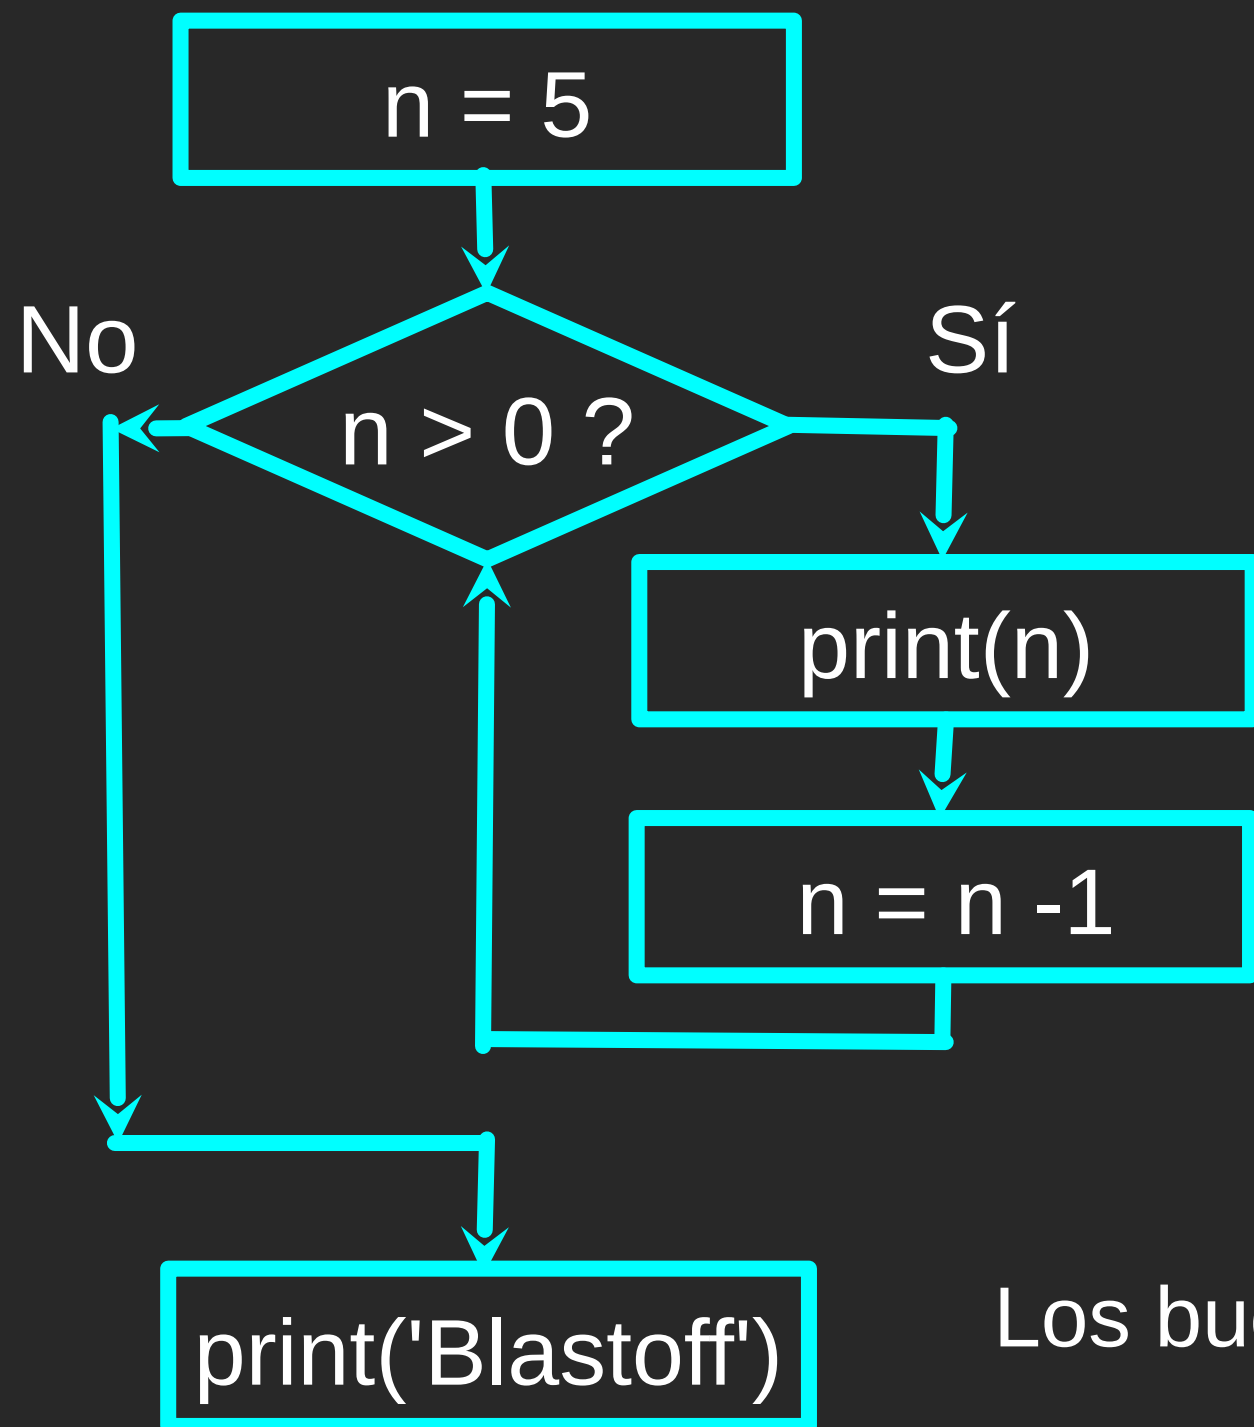 n = 5
No
Sí
n > 0 ?
print(n)
n = n -1
print('Blastoff')
Los